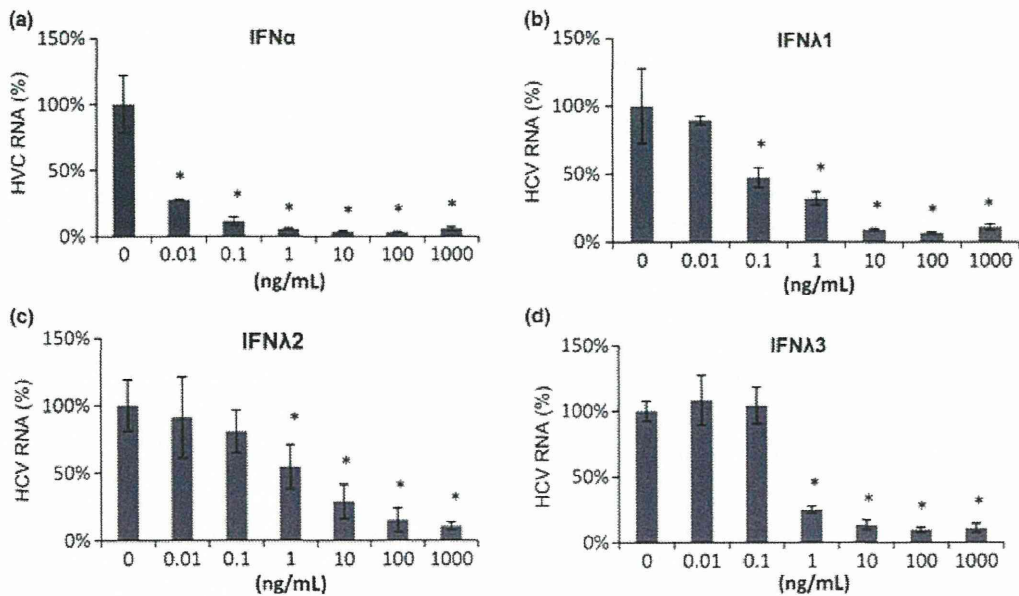 (a)
IFNα
150%
100%
50%
0%
HVC RNA (%)
0 0.01 0.1 1 10 100 1000
(ng/mL)
* * * * * *
(b)
IFNλ1
150%
100%
50%
0%
HCV RNA (%)
0 0.01 0.1 1 10 100 1000
(ng/mL)
* * * * *
(c)
IFNλ2
150%
100%
50%
0%
HCV RNA (%)
0 0.01 0.1 1 10 100 1000
(ng/mL)
* * * *
(d)
IFNλ3
150%
100%
50%
0%
HCV RNA (%)
0 0.01 0.1 1 10 100 1000
(ng/mL)
* * * *